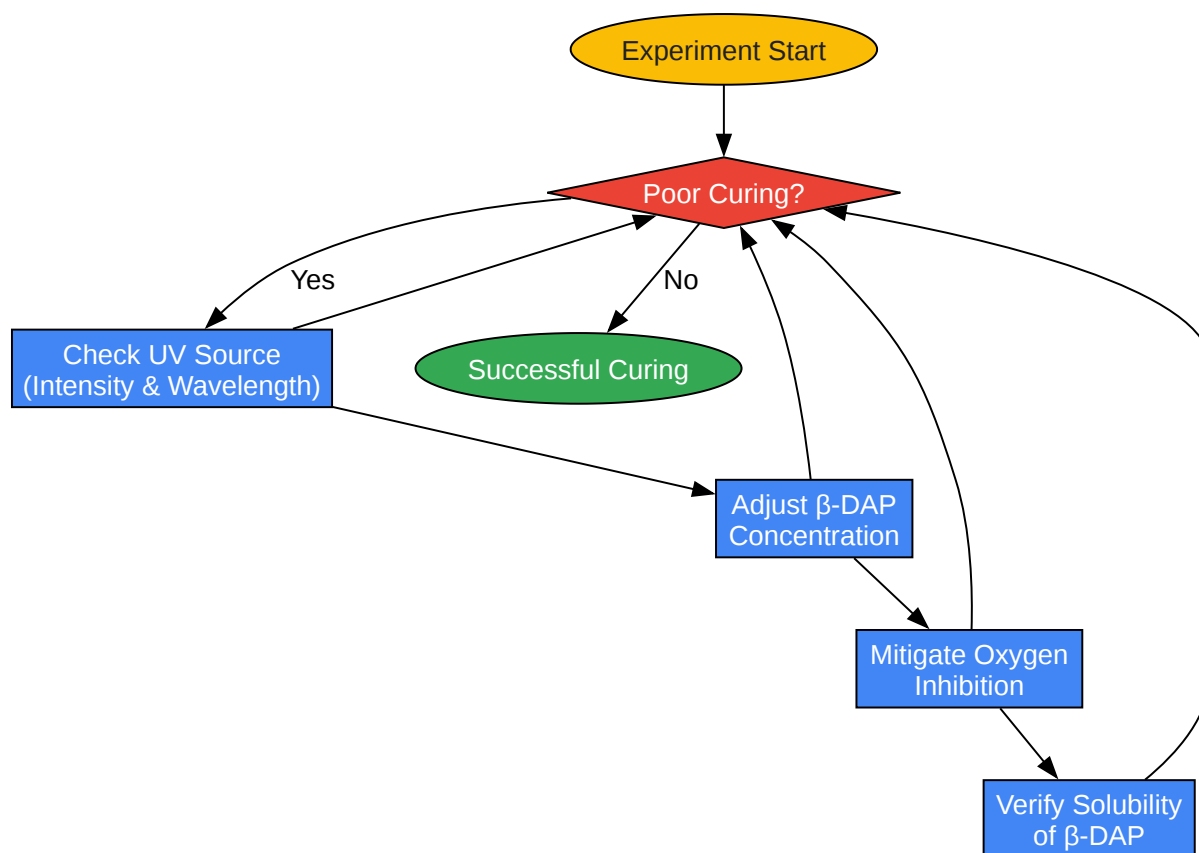 Experiment Start
Poor Curing?
Yes
No
Check UV Source
(Intensity & Wavelength)
Successful Curing
Adjust β-DAP
Concentration
Mitigate Oxygen
Inhibition
Verify Solubility
of β-DAP